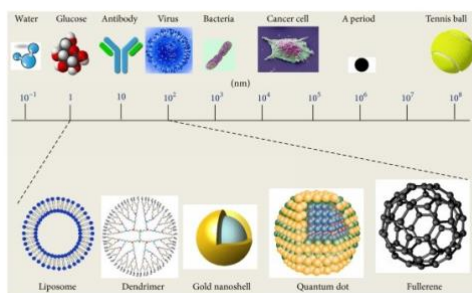 Water Glucose Antibody Virus Bacteria Cancer cell A period Tennis ball
(nm)
10⁻¹ 1 10 10² 10³ 10⁴ 10⁵ 10⁶ 10⁷ 10⁸
Liposome Dendrimer Gold nanoshell Quantum dot Fullerene